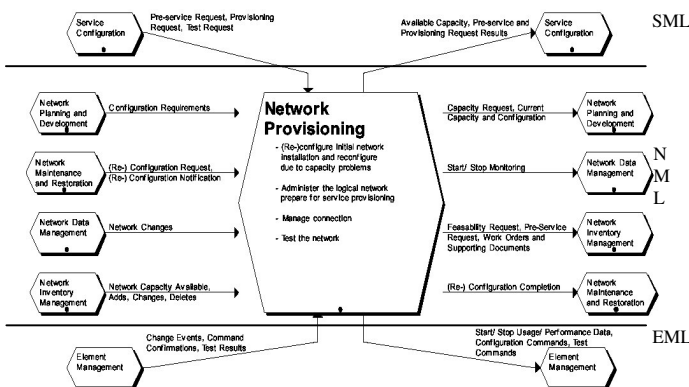 Service
Configuration
Pre-service Request, Provisioning
Request, Test Request
Available Capacity, Pre-service and
Provisioning Request Results
Service
Configuration
SML
Network
Planning and
Development
Configuration Requirements
Network
Maintenance
and Restoration
(Re-) Configuration Request,
(Re-) Configuration Notification
Network Data
Management
Network Changes
Network
Inventory
Management
Network Capacity Available,
Adds, Changes, Deletes
Network
Provisioning
- (Re-)configure initial network
installation and reconfigure
due to capacity problems
- Administer the logical network
prepare for service provisioning
- Manage connection
- Test the network
Capacity Request, Current
Capacity and Configuration
Network
Planning and
Development
Start/ Stop Monitoring
Network Data
Management
Feasability Request, Pre-Service
Request, Work Orders and
Supporting Documents
Network
Inventory
Management
(Re-) Configuration Completion
Network
Maintenance
and Restoration
N
M
L
Element
Management
Change Events, Command
Confirmations, Test Results
Start/ Stop Usage/ Performance Data,
Configuration Commands, Test
Commands
Element
Management
EML